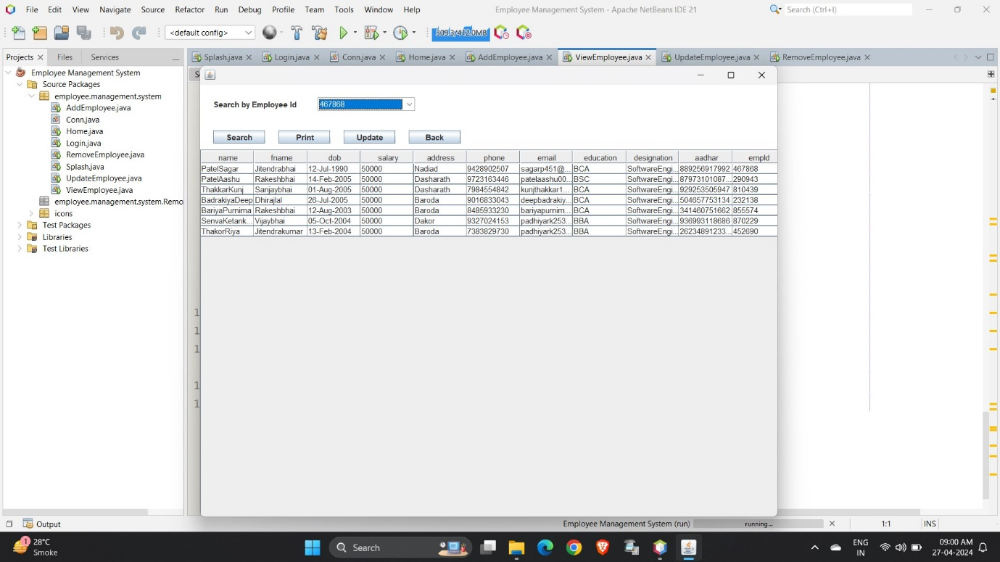 File Edit View Navigate Source Refactor Run Debug Profile Team Tools Window Help Employee Management System - Apache NetBeans IDE 21 Search (Ctrl+I)
<default config> 309.3/412.0MB
Projects Files Services Splash.java Login.java Conn.java Home.java AddEmployee.java ViewEmployee.java UpdateEmployee.java RemoveEmployee.java
Employee Management System
Source Packages
employee.management.system
AddEmployee.java
Conn.java
Home.java
Login.java
RemoveEmployee.java
Splash.java
UpdateEmployee.java
ViewEmployee.java
employee.management.system.Remo
icons
Test Packages
Libraries
Test Libraries
Search by Employee Id 467868
Search Print Update Back
name fname dob salary address phone email education designation aadhar empId
PatelSagar Jitendrabhai 12-Jul-1990 50000 Nadiad 9428902507 sagarp451@... BCA SoftwareEngi... 889256917992 467868
PatelAashu Rakeshbhai 14-Feb-2005 50000 Dasharath 9723163446 patelaashu00... BSC SoftwareEngi... 87973101087... 290943
ThakkarKunj Sanjaybhai 01-Aug-2005 50000 Dasharath 7984554842 kunjthakkar1... BCA SoftwareEngi... 929253505947 810439
BadrakiyaDeep Dhirajlal 26-Jul-2005 50000 Baroda 9016833043 deepbadrakiy... BCA SoftwareEngi... 504657753134 232138
BariyaPurnima Rakeshbhai 12-Aug-2003 50000 Baroda 8485933230 bariyapurnim... BCA SoftwareEngi... 341460751662 855574
SenvaKetank... Vijaybhai 05-Oct-2004 50000 Dakor 9327024153 padhiyark253... BBA SoftwareEngi... 936993118686 870229
ThakorRiya Jitendrakumar 13-Feb-2004 50000 Baroda 7383829730 padhiyark253... BBA SoftwareEngi... 26234891233... 452690
1
1
1
1
1
Output Employee Management System (run) running... 1:1 INS
1 28°C
Smoke
Search
ENG
IN
09:00 AM
27-04-2024